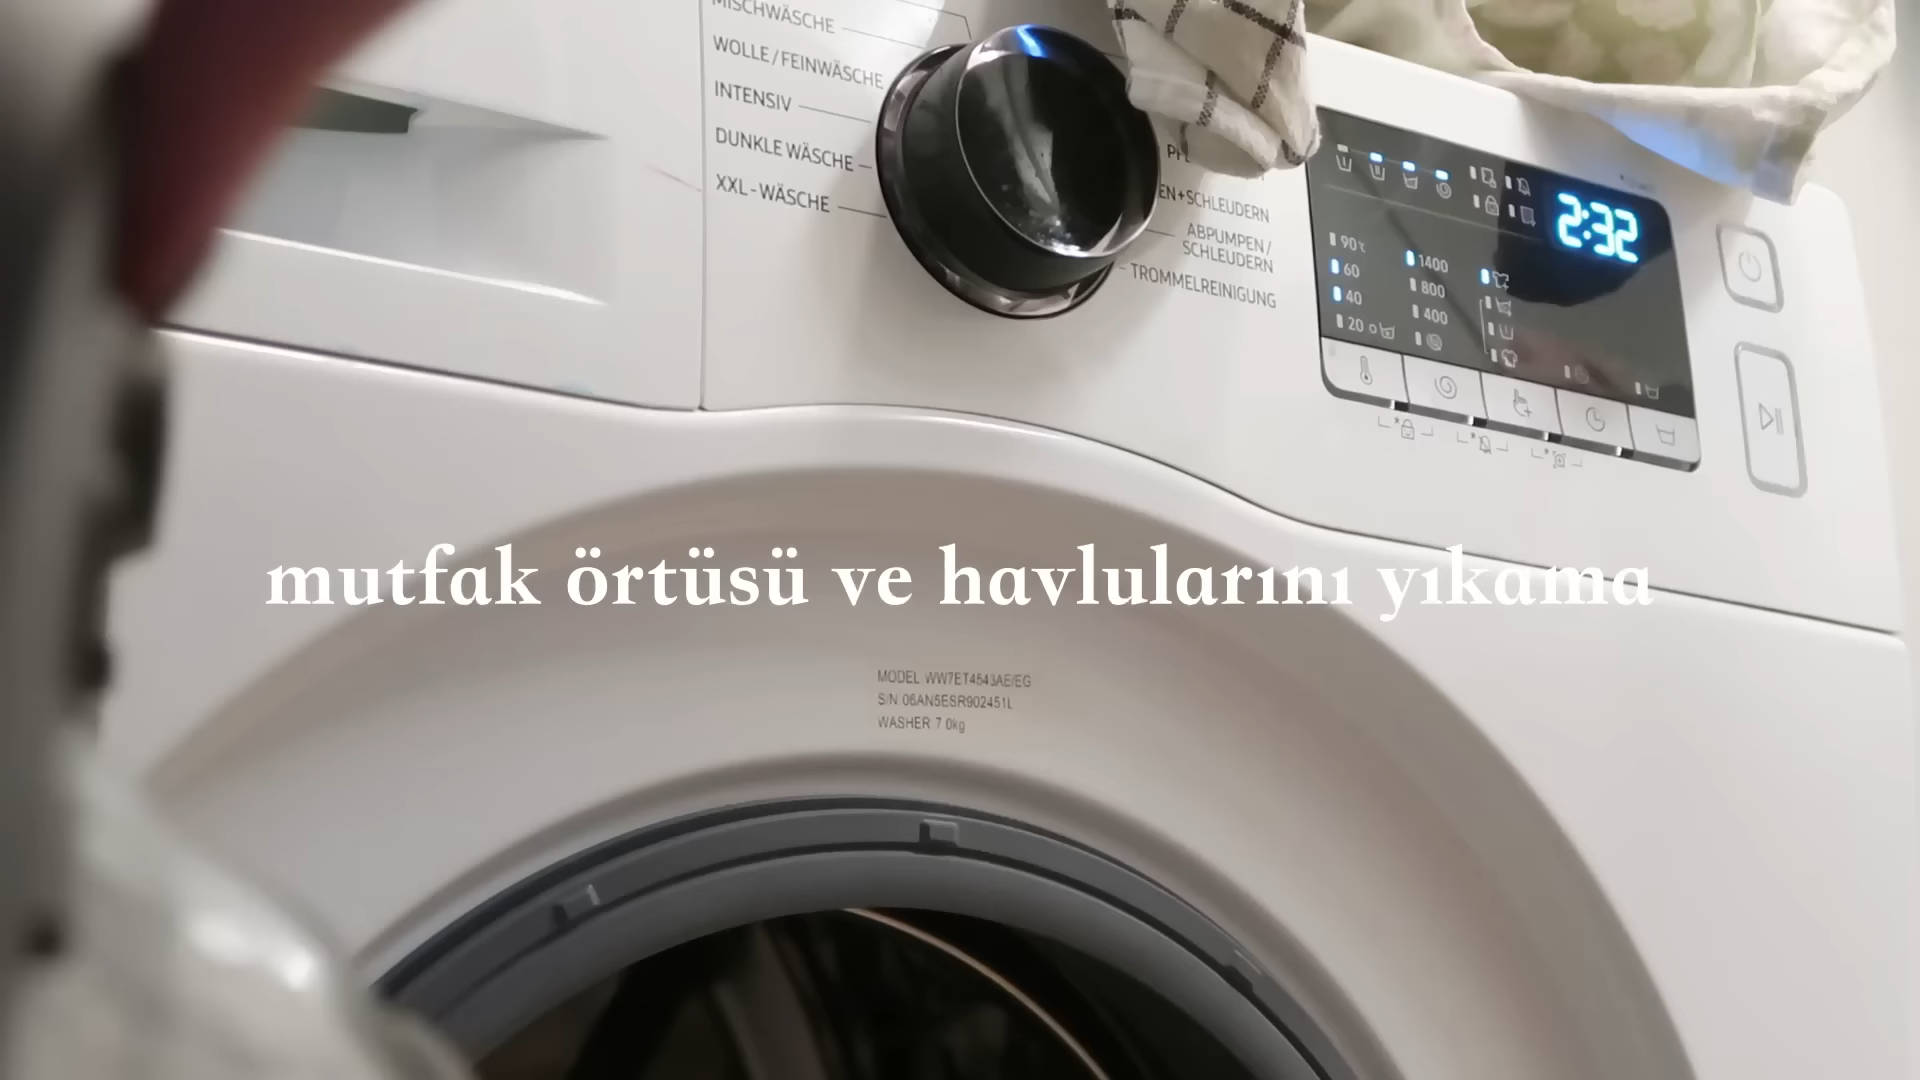 MISCHWÄSCHE
WOLLE/FEINWÄSCHE
INTENSIV
DUNKLE WÄSCHE
XXL-WÄSCHE
EN+SCHLEUDERN
ABPUMPEN/
SCHLEUDERN
TROMMELREINIGUNG
2:32
90°C
60
40
20
1400
800
400
mutfak örtüsü ve havlularını yıkama
MODEL WW7ET4543AE/EG
S/N 06AN5ESR902451L
WASHER 7.0kg